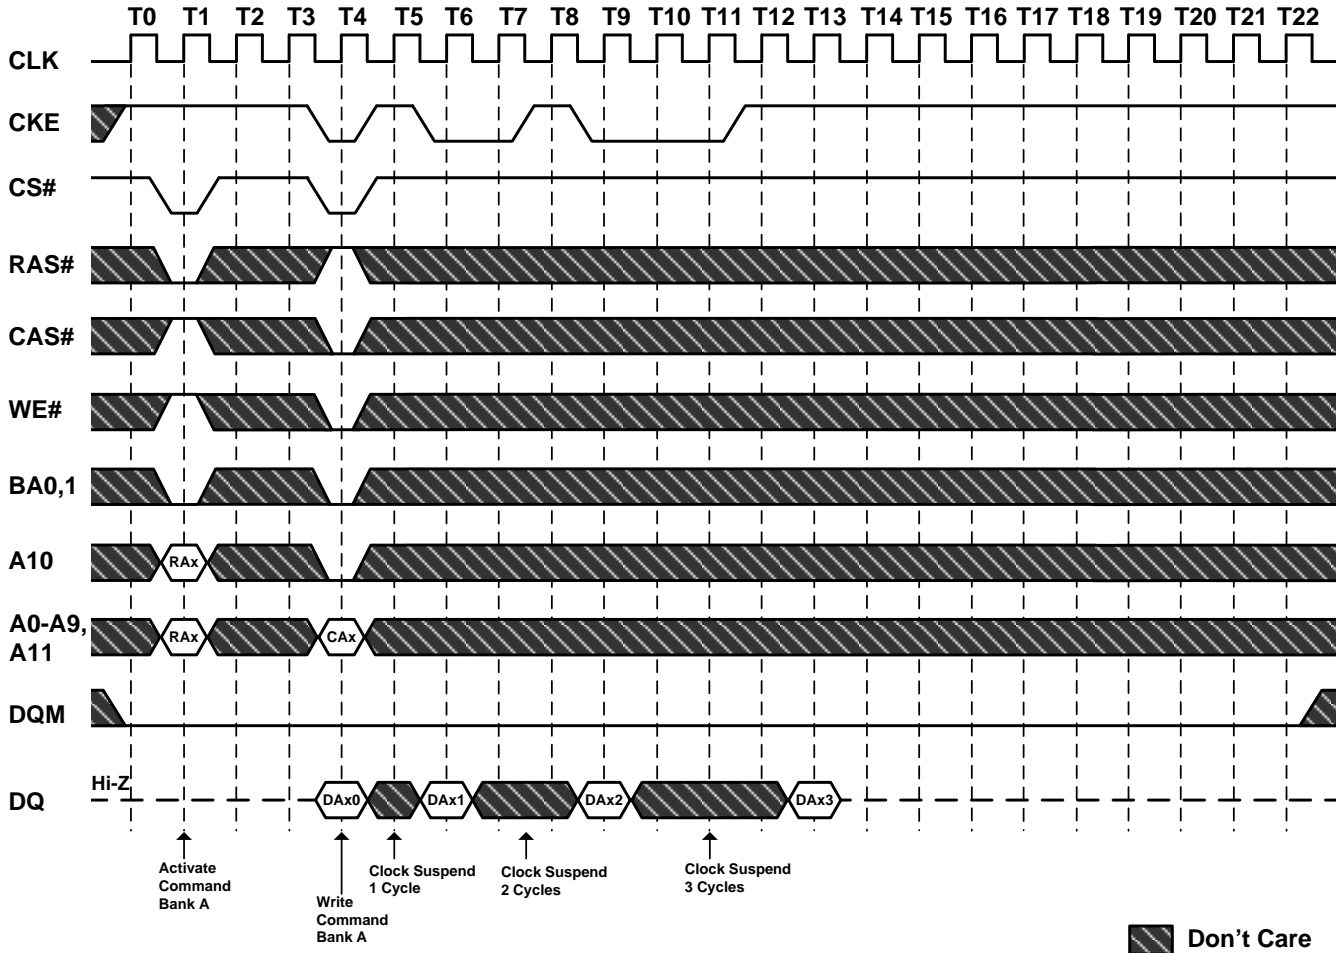 T0 T1 T2 T3 T4 T5 T6 T7 T8 T9 T10 T11 T12 T13 T14 T15 T16 T17 T18 T19 T20 T21 T22
CLK
CKE
CS#
RAS#
CAS#
WE#
BA0,1
A10
RAx
A0-A9,
A11
RAx CAx
DQM
Hi-Z
DQ
DAx0 DAx1 DAx2 DAx3
Activate
Command
Bank A
Write
Command
Bank A
Clock Suspend
1 Cycle
Clock Suspend
2 Cycles
Clock Suspend
3 Cycles
Don't Care